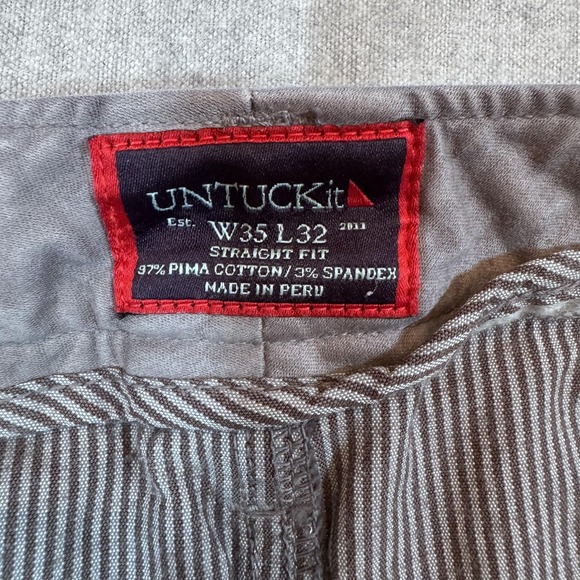 UNTUCKit
Est. W35 L32 2011
STRAIGHT FIT
97% PIMA COTTON/3% SPANDEX
MADE IN PERU